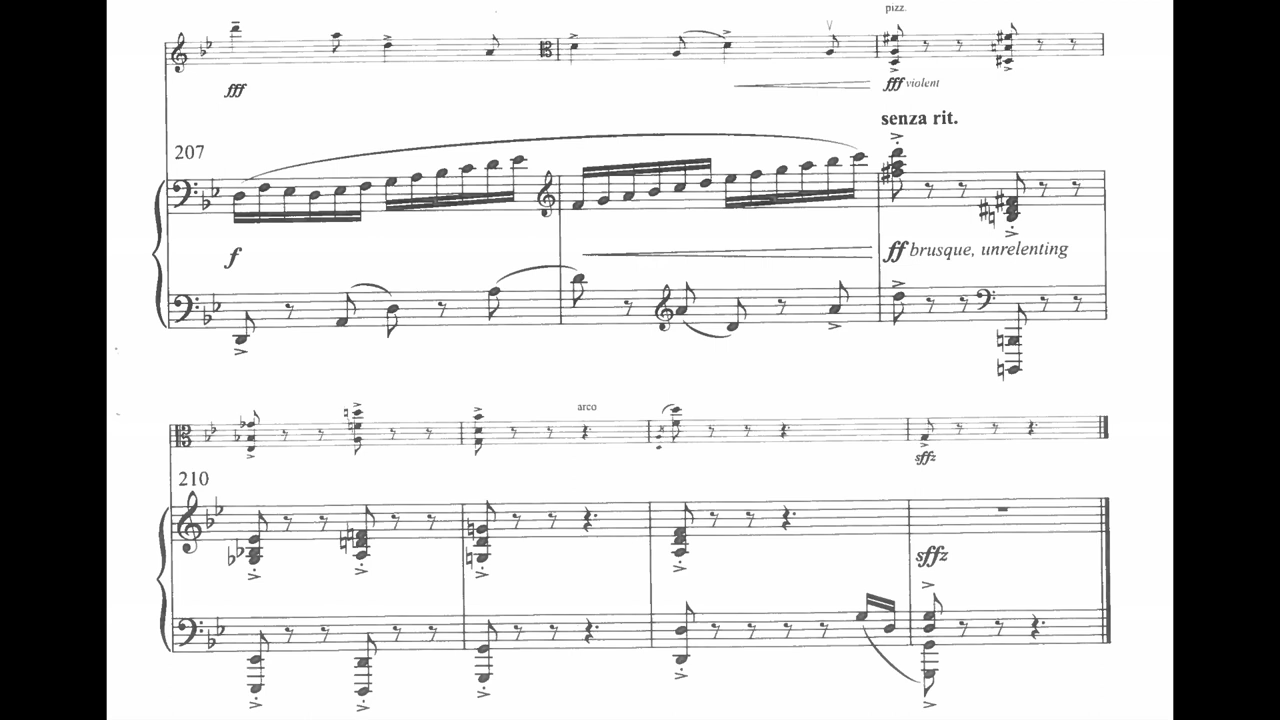 pizz.
fff
fff violent
senza rit.
207
f
ff brusque, unrelenting
arco
sffz
210
sffz